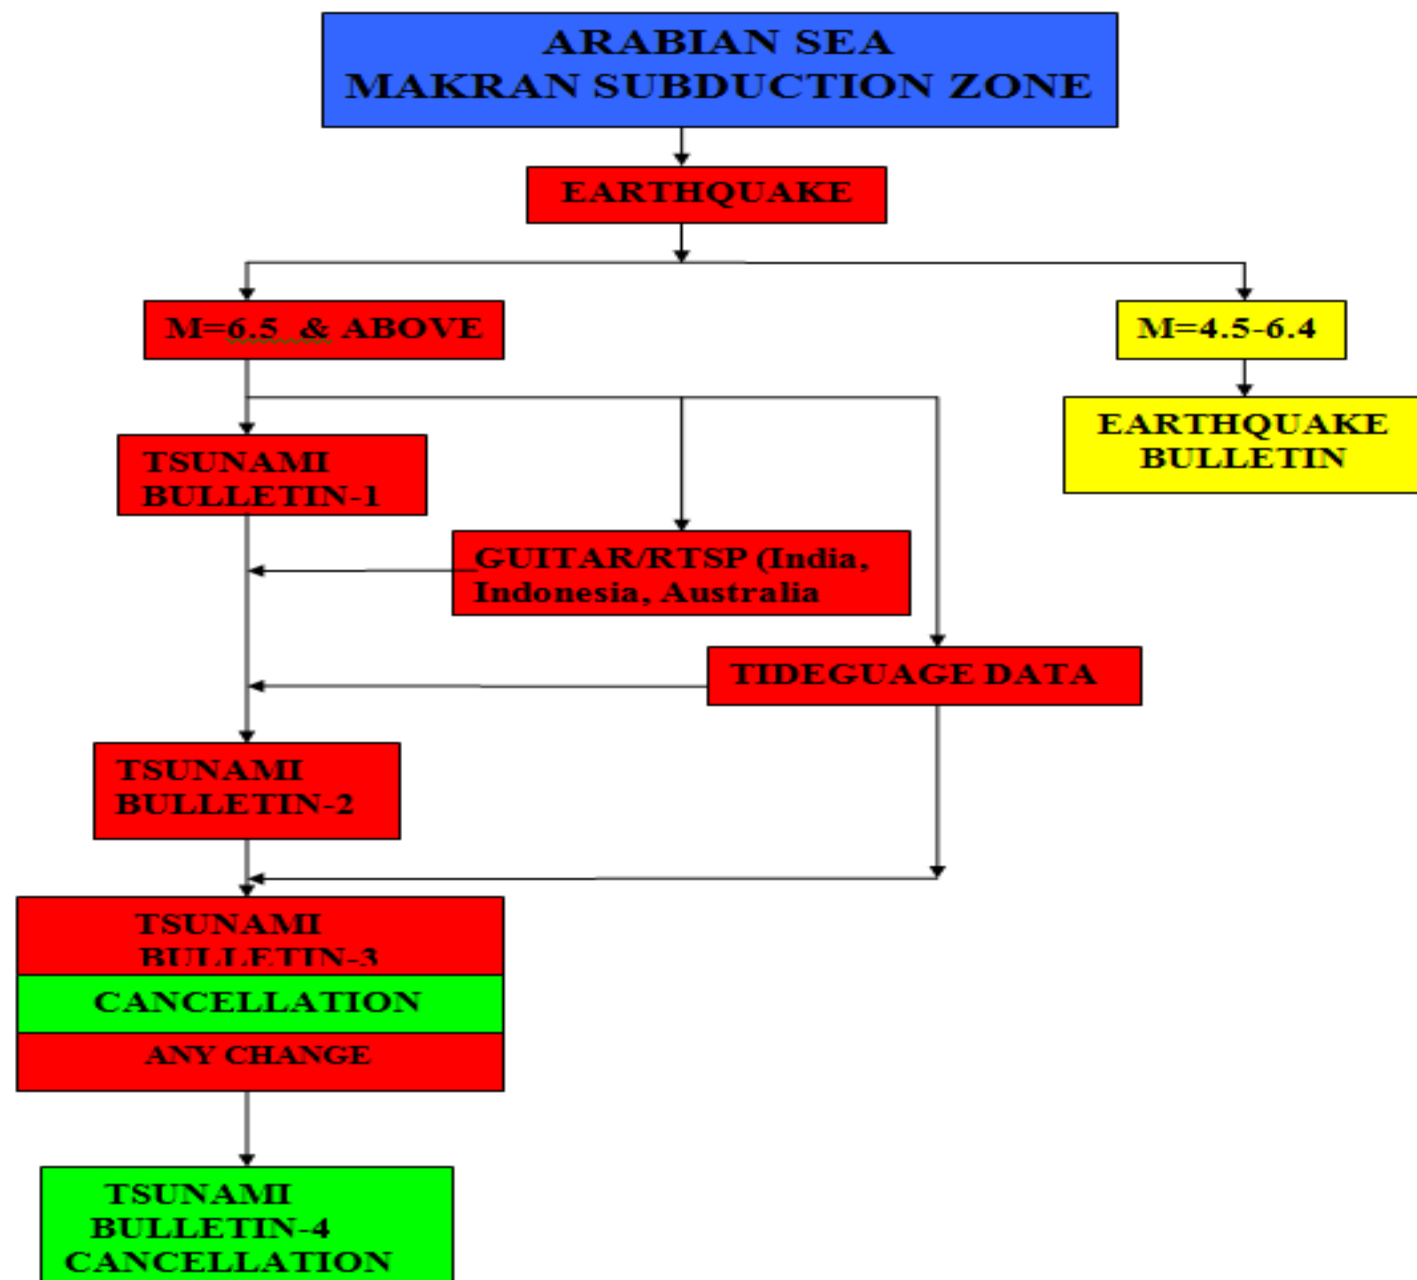 ARABIAN SEA
MAKRAN SUBDUCTION ZONE
EARTHQUAKE
M=6.5 & ABOVE
M=4.5-6.4
EARTHQUAKE
BULLETIN
TSUNAMI
BULLETIN-1
GUITAR/RTSP (India,
Indonesia, Australia
TIDEGUAGE DATA
TSUNAMI
BULLETIN-2
TSUNAMI
BULLETIN-3
CANCELLATION
ANY CHANGE
TSUNAMI
BULLETIN-4
CANCELLATION